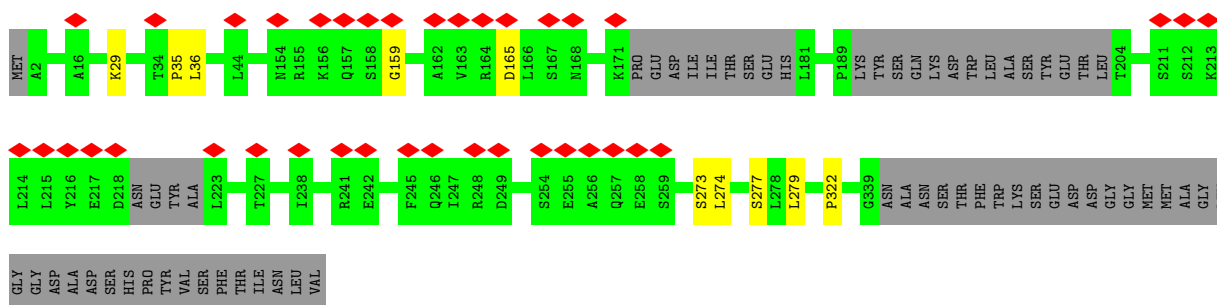 MET A2 A16 K29 T34 P35 L36 L44 N154 R155 K156 Q157 S158 G159 A162 V163 R164 D165 L166 S167 N168 K171 PRO GLU ASP ILE ILE THR SER GLU HIS L181 P189 LYS TYR SER GLN LYS ASP TRP LEU ALA SER TYR GLU THR LEU T204 S211 S212 K213
L214 L215 Y216 E217 D218 ASN GLU TYR ALA L223 T227 I238 R241 E242 F245 Q246 I247 R248 D249 S254 E255 A256 Q257 E258 S259 S273 L274 S277 L278 L279 P322 G339 ASN ALA ASN SER THR PHE TRP LYS SER GLU ASP ASP GLY GLY MET MET ALA GLY
GLY GLY ASP ALA ASP SER HIS PRO TYR VAL SER PHE THR ILE ASN LEU VAL